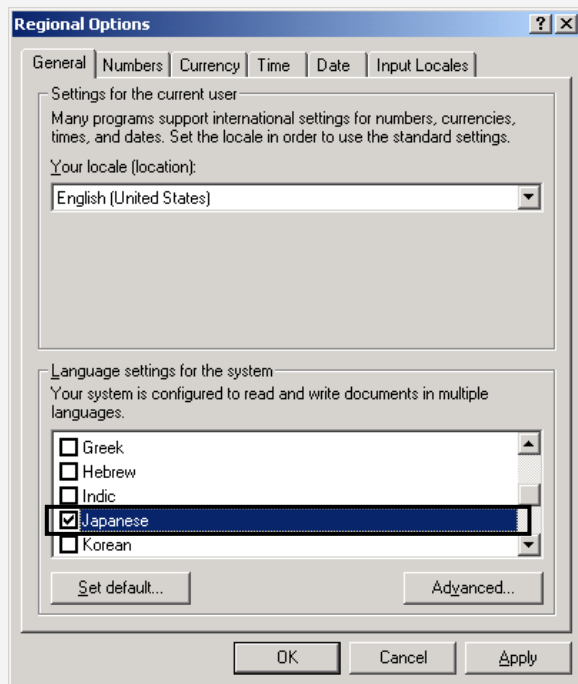 Regional Options
General Numbers Currency Time Date Input Locales
Settings for the current user
Many programs support international settings for numbers, currencies,
times, and dates. Set the locale in order to use the standard settings.
Your locale (location):
English (United States)
Language settings for the system
Your system is configured to read and write documents in multiple
languages.
Greek
Hebrew
Indic
Japanese
Korean
Set default... Advanced...
OK Cancel Apply